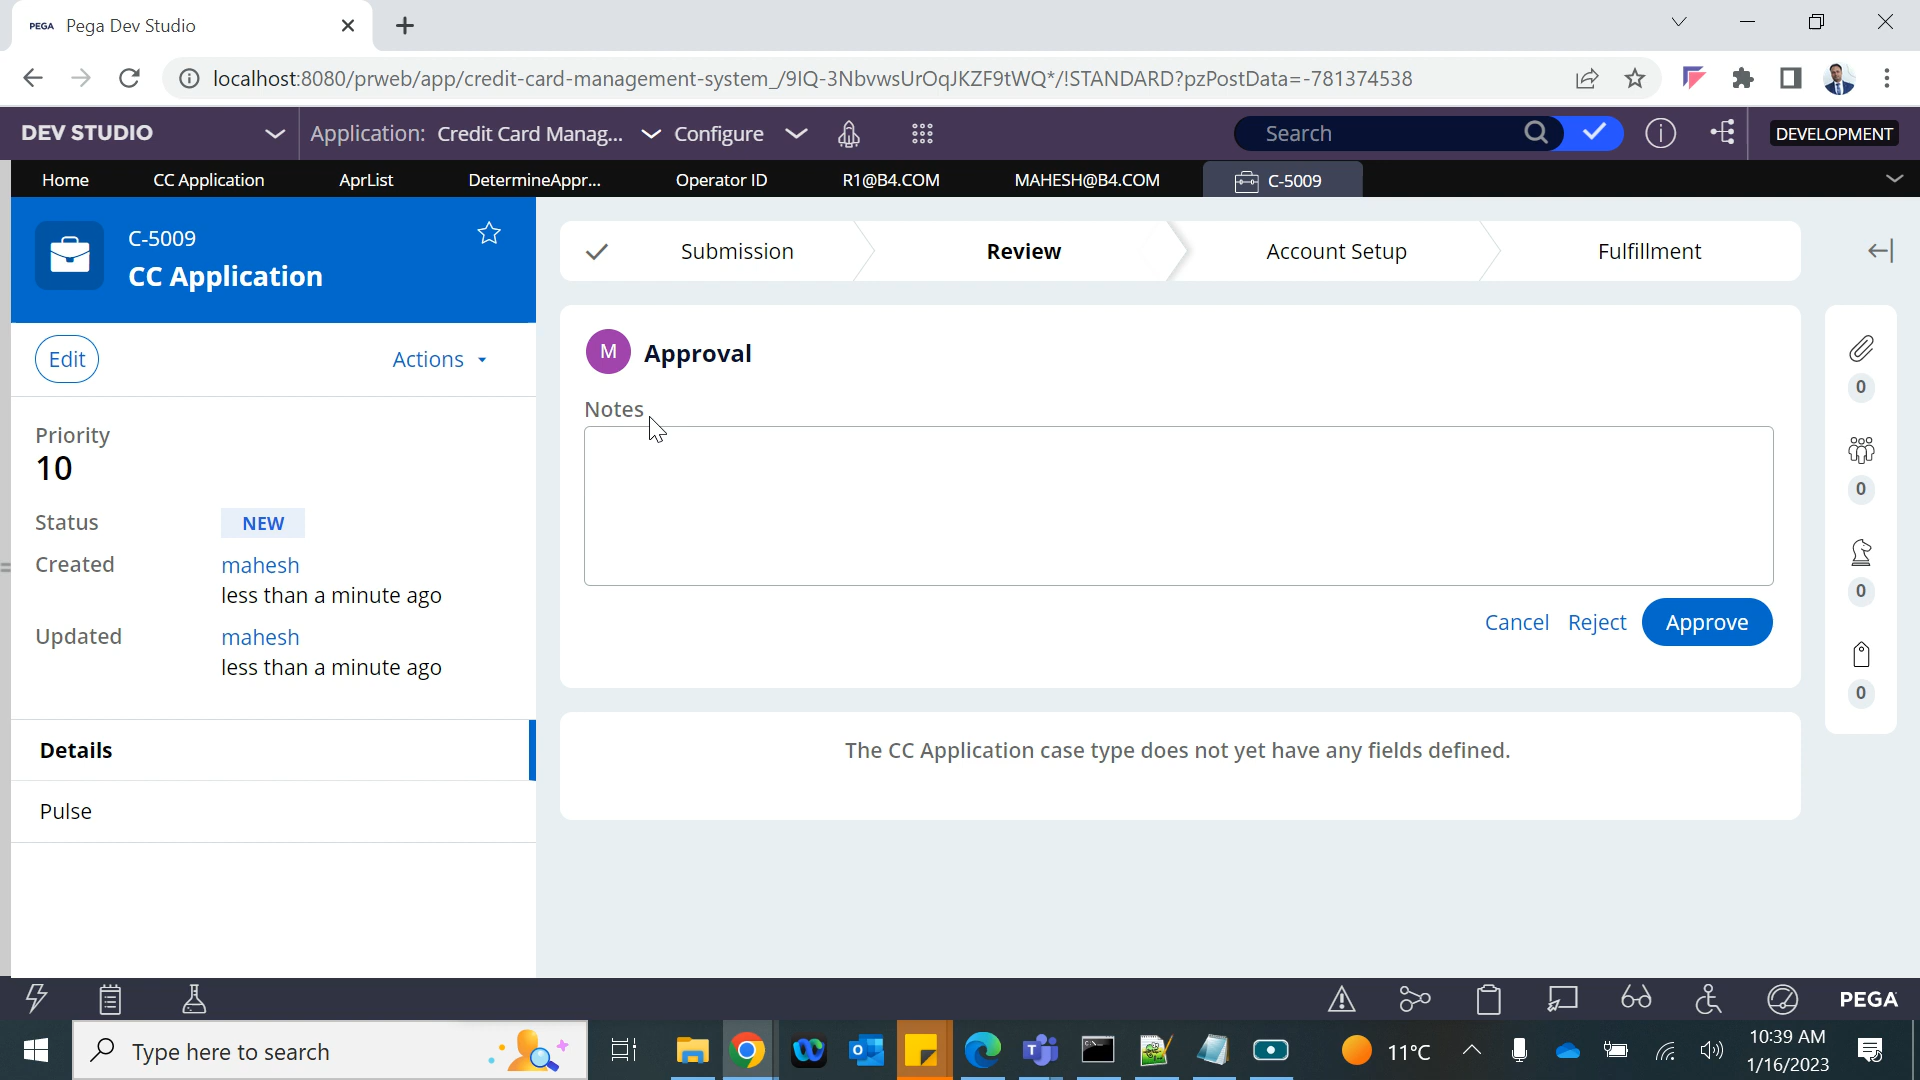 PEGA Pega Dev Studio
localhost:8080/prweb/app/credit-card-management-system_/9IQ-3NbvwsUrOqJKZF9tWQ*/!STANDARD?pzPostData=-781374538
DEV STUDIO Application: Credit Card Manag... Configure Search DEVELOPMENT
Home CC Application AprList DetermineAppr... Operator ID R1@B4.COM MAHESH@B4.COM C-5009
C-5009
CC Application
Submission Review Account Setup Fulfillment
Edit Actions
Priority
10
Status NEW
Created mahesh
less than a minute ago
Updated mahesh
less than a minute ago
Details
Pulse
M Approval
Notes
Cancel Reject Approve
The CC Application case type does not yet have any fields defined.
0
0
0
0
PEGA
Type here to search
11°C
10:39 AM
1/16/2023